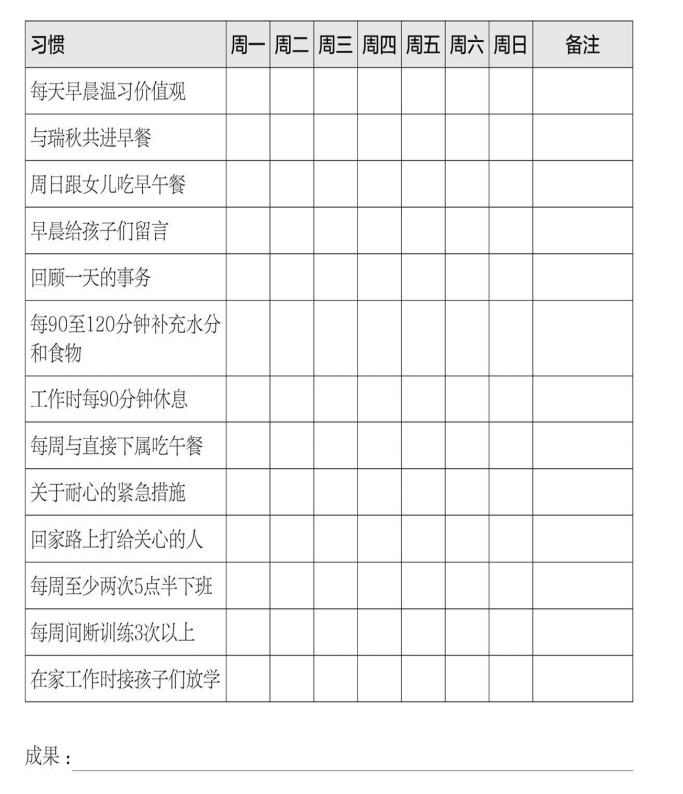 习惯 周一 周二 周三 周四 周五 周六 周日 备注
每天早晨温习价值观
与瑞秋共进早餐
周日跟女儿吃早午餐
早晨给孩子们留言
回顾一天的事务
每90至120分钟补充水分
和食物
工作时每90分钟休息
每周与直接下属吃午餐
关于耐心的紧急措施
回家路上打给关心的人
每周至少两次5点半下班
每周间断训练3次以上
在家工作时接孩子们放学
成果：